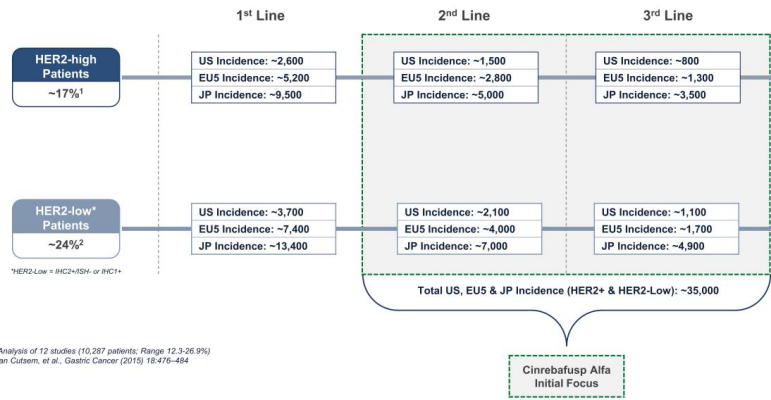 1st Line
2nd Line
3rd Line
HER2-high
Patients
~17%1
US Incidence: ~2,600
EU5 Incidence: ~5,200
JP Incidence: ~9,500
US Incidence: ~1,500
EU5 Incidence: ~2,800
JP Incidence: ~5,000
US Incidence: ~800
EU5 Incidence: ~1,300
JP Incidence: ~3,500
HER2-low*
Patients
~24%2
*HER2-Low = IHC2+/ISH- or IHC1+
US Incidence: ~3,700
EU5 Incidence: ~7,400
JP Incidence: ~13,400
US Incidence: ~2,100
EU5 Incidence: ~4,000
JP Incidence: ~7,000
US Incidence: ~1,100
EU5 Incidence: ~1,700
JP Incidence: ~4,900
Total US, EU5 & JP Incidence (HER2+ & HER2-Low): ~35,000
Analysis of 12 studies (10,287 patients; Range 12.3-26.9%)
an Cutsem, et al., Gastric Cancer (2015) 18:476–484
Cinrebafusp Alfa
Initial Focus